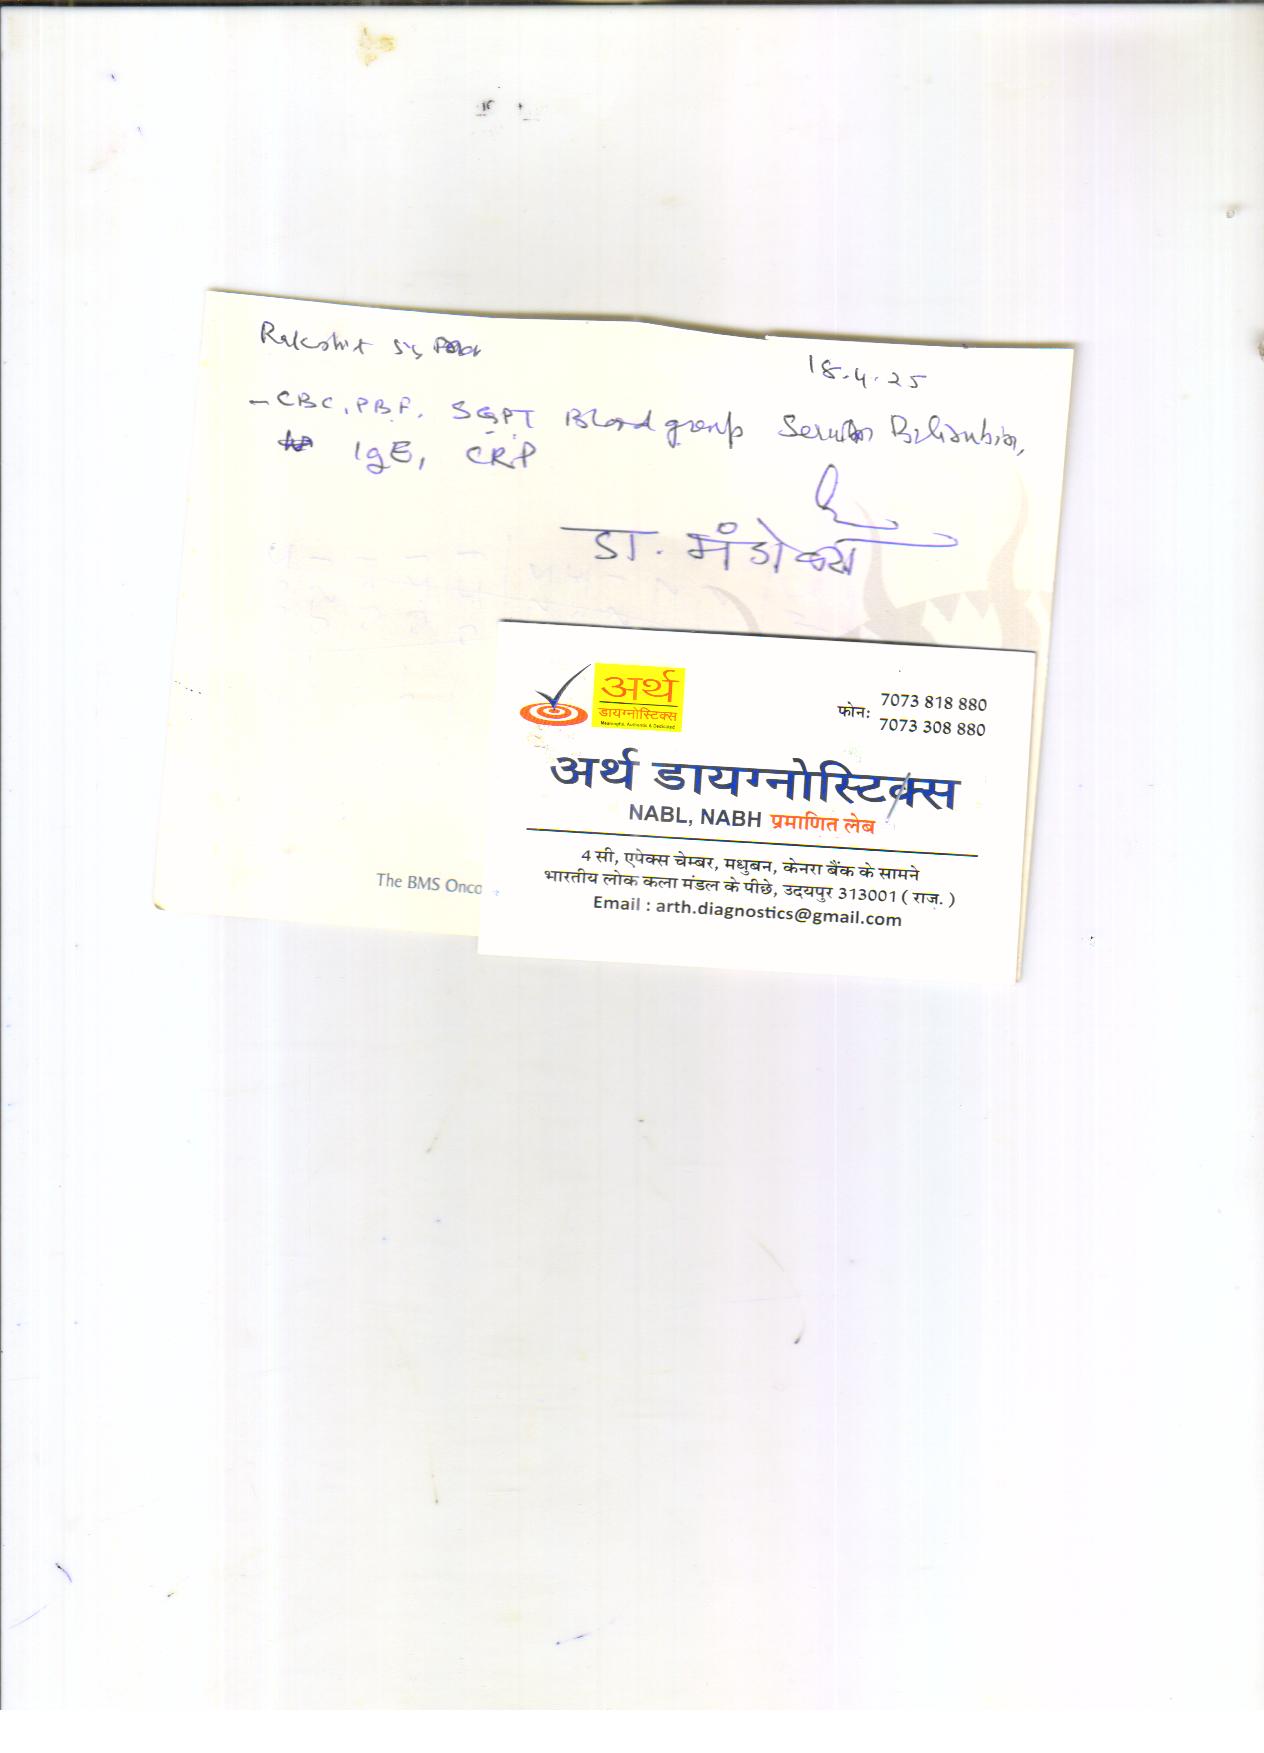 Rakshit
18.4.25
- CBC, PBF, SGPT Blood group Serum Bilirubin,
IgE, CRP
डा.
अर्थ
डायग्नोस्टिक्स
फोन: 7073 818 880
7073 308 880
अर्थ डायग्नोस्टिक्स
NABL, NABH प्रमाणित लेब
4 सी, एपेक्स चेम्बर, मधुबन, केनरा बैंक के सामने
भारतीय लोक कला मंडल के पीछे, उदयपुर 313001 ( राज. )
Email : arth.diagnostics@gmail.com
The BMS Onco